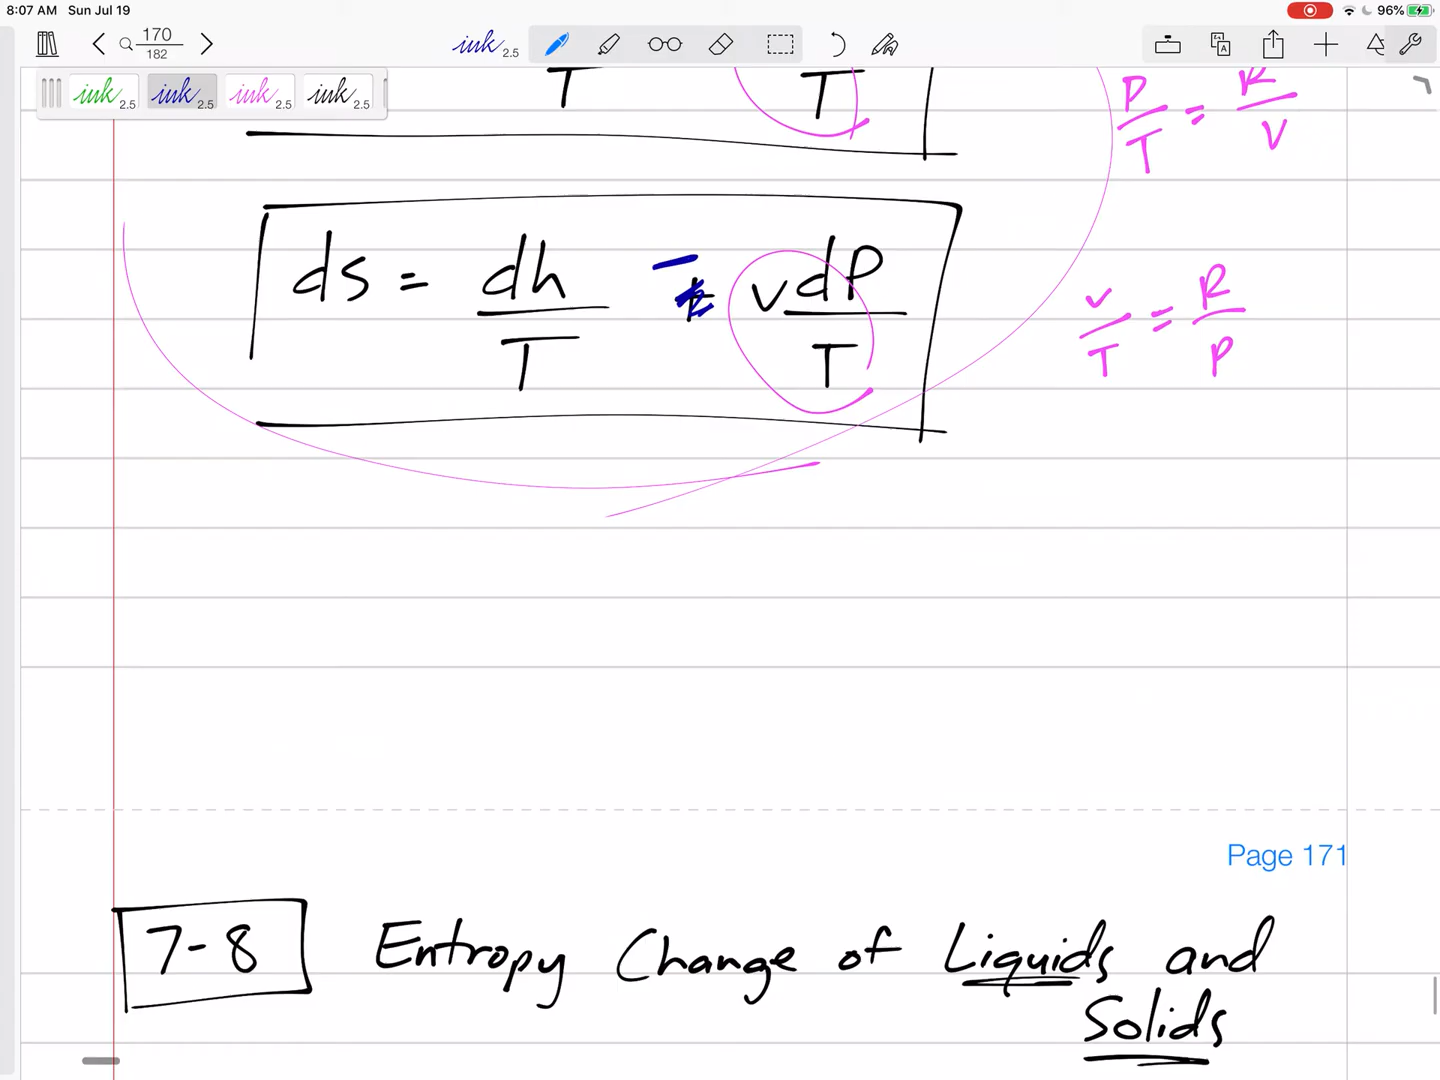 8:07 AM Sun Jul 19
96%
170
182
ink 2.5
ink 2.5 ink 2.5 ink 2.5 ink 2.5
T T
P/T = R/V
ds = dh/T - v dP/T
v/T = R/P
Page 171
7-8 Entropy Change of Liquids and
Solids